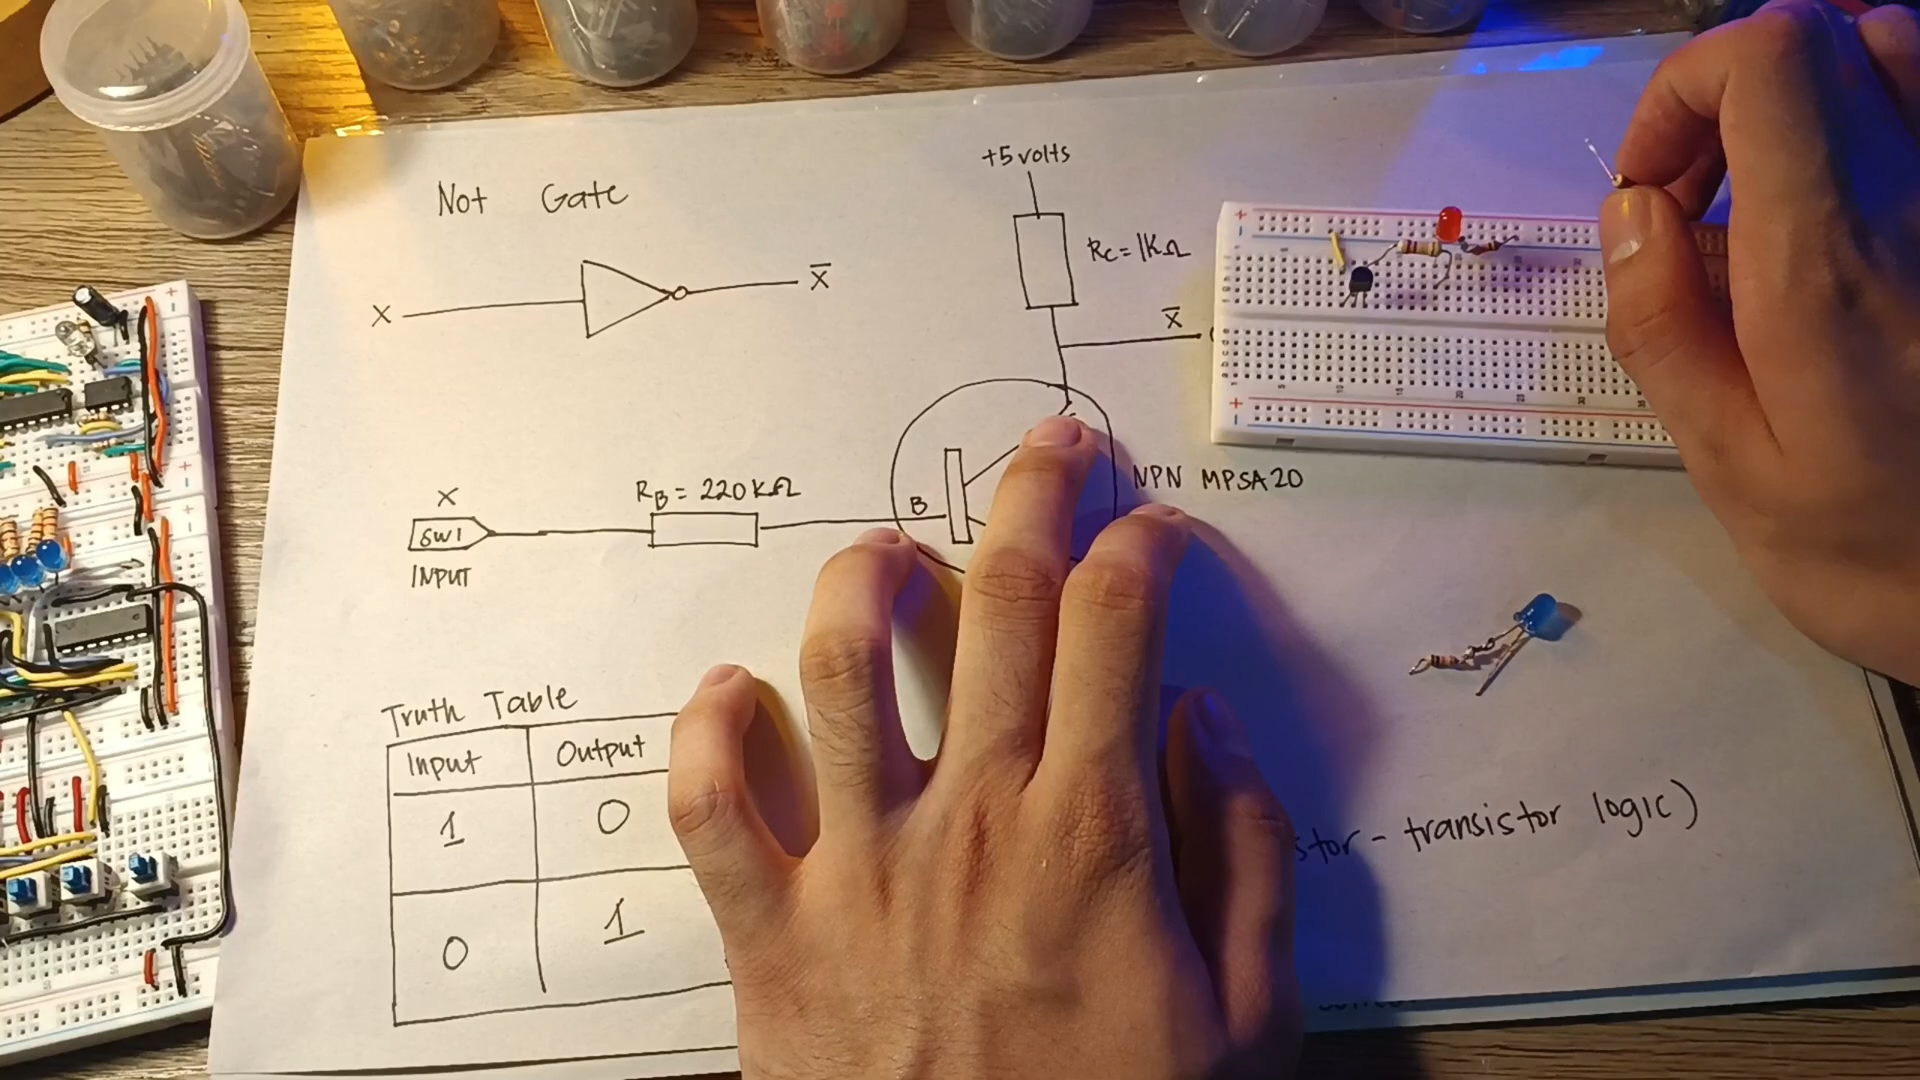 Not Gate
X
X̅
+5 volts
Rc = 1KΩ
X̅
NPN MPSA20
X
SW1
INPUT
RB = 220KΩ
B
Truth Table
Input Output
1 0
0 1
transistor logic)